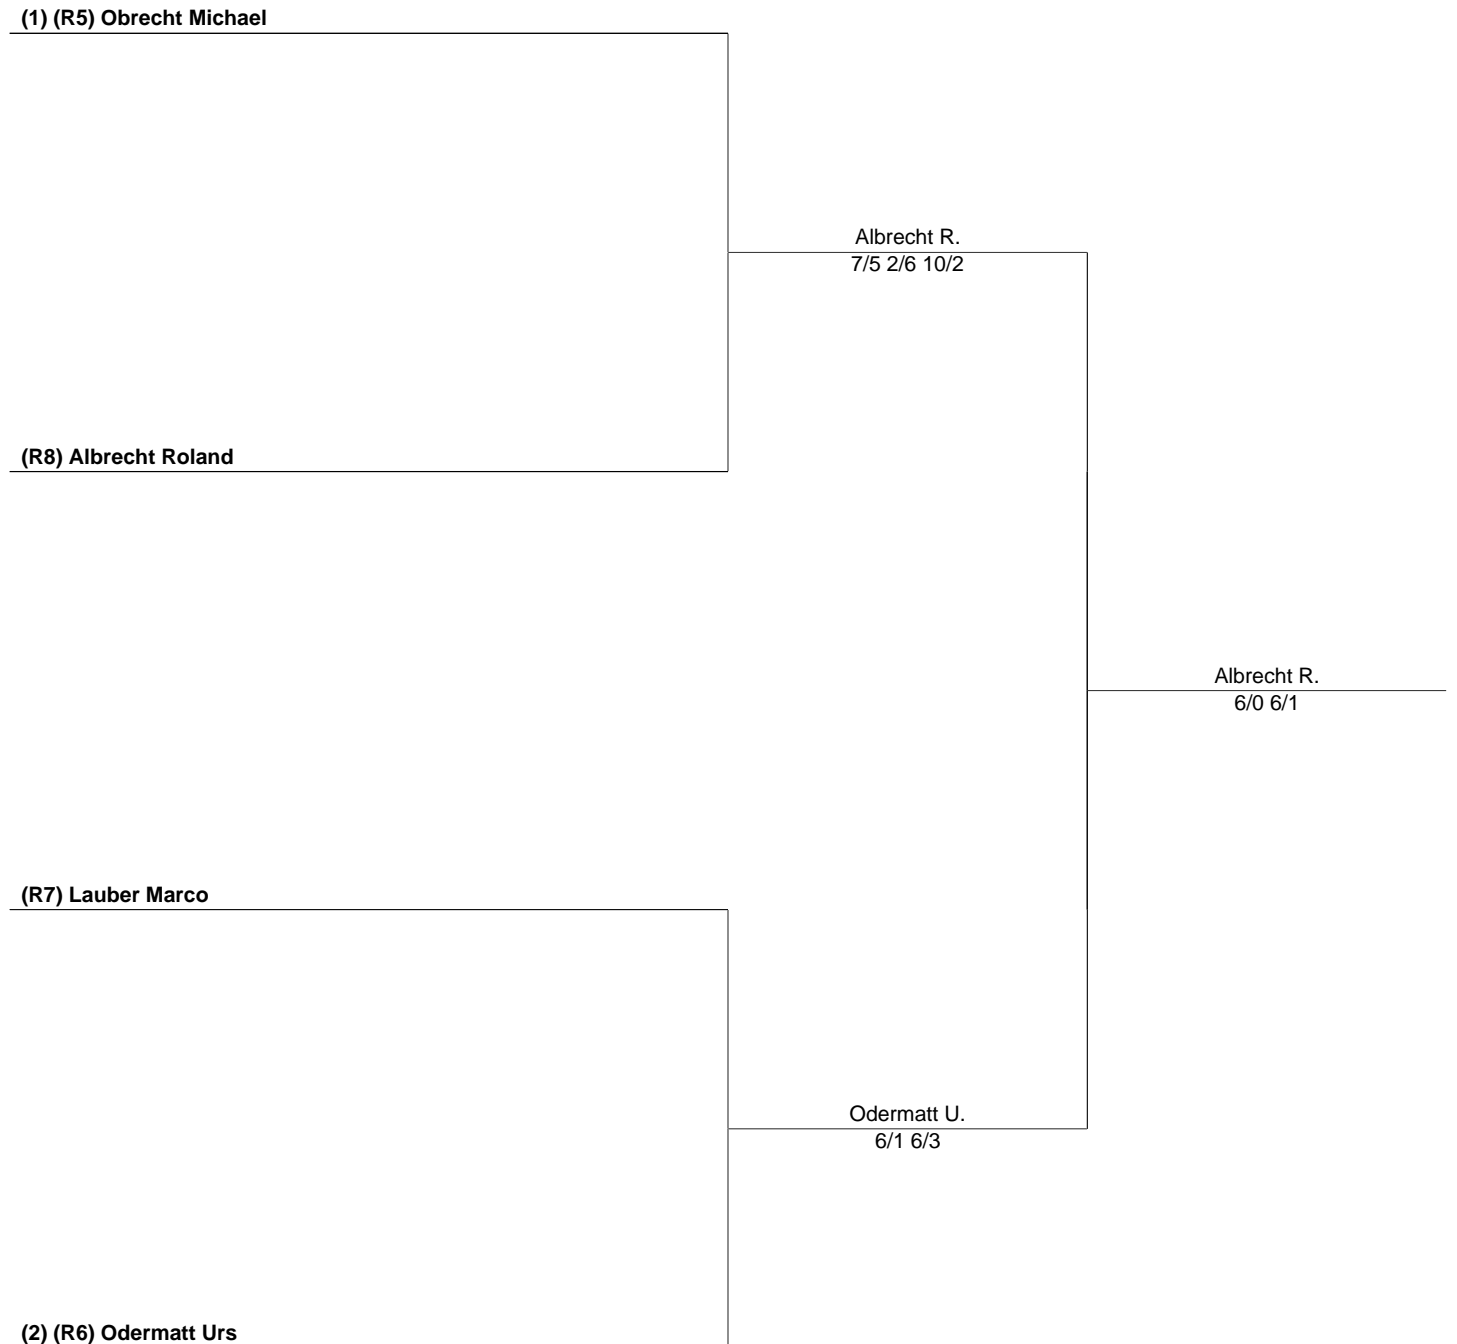 (1) (R5) Obrecht Michael
Albrecht R.
7/5 2/6 10/2
(R8) Albrecht Roland
Albrecht R.
6/0 6/1
(R7) Lauber Marco
Odermatt U.
6/1 6/3
(2) (R6) Odermatt Urs